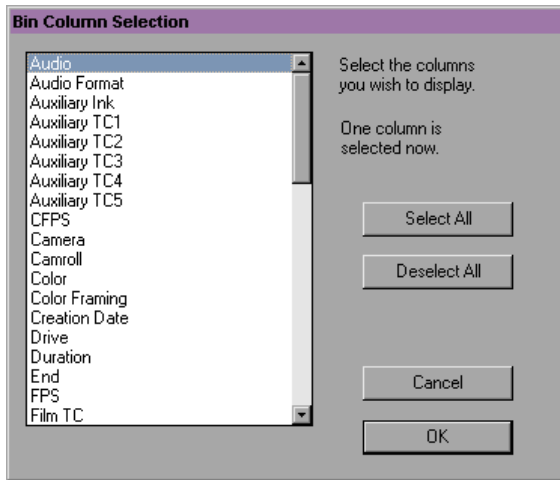 Bin Column Selection
Audio
Audio Format
Auxiliary Ink
Auxiliary TC1
Auxiliary TC2
Auxiliary TC3
Auxiliary TC4
Auxiliary TC5
CFPS
Camera
Camroll
Color
Color Framing
Creation Date
Drive
Duration
End
FPS
Film TC
Select the columns
you wish to display.
One column is
selected now.
Select All
Deselect All
Cancel
OK